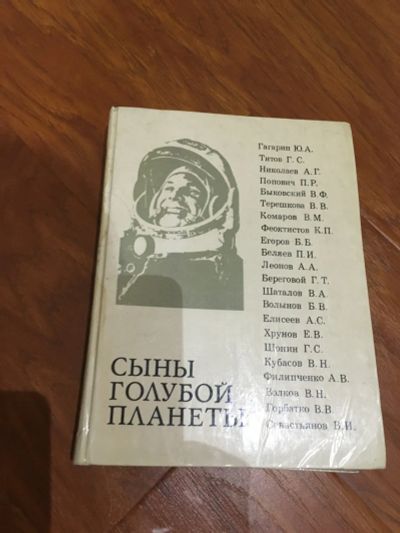 Гагарин Ю.А.
Титов Г. С.
Николаев А.Г.
Попович П.Р.
Быковский В.Ф.
Терешкова В. В.
Комаров В.М.
Феоктистов К.П.
Егоров Б.Б.
Беляев П.И.
Леонов А.А.
Береговой Г. Т.
Шаталов В.А.
Волынов Б.В.
Елисеев А.С.
Хрунов Е.В.
Шонин Г.С.
Кубасов В.Н.
Филипченко А.В.
Волков В.Н.
Горбатко В.В.
Севастьянов В.И.
СЫНЫ
ГОЛУБОЙ
ПЛАНЕТЫ